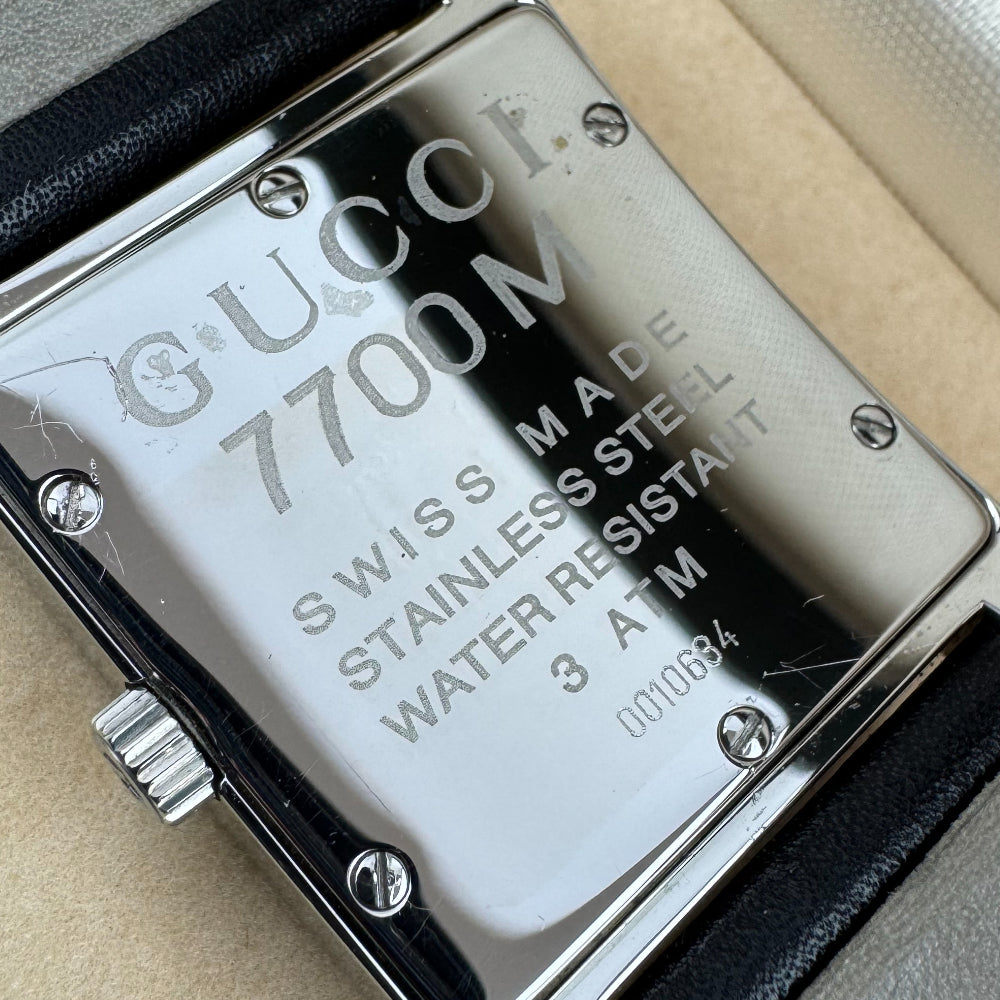 GUCCI
7700M
SWISS MADE
STAINLESS STEEL
WATER RESISTANT
3 ATM
0010634